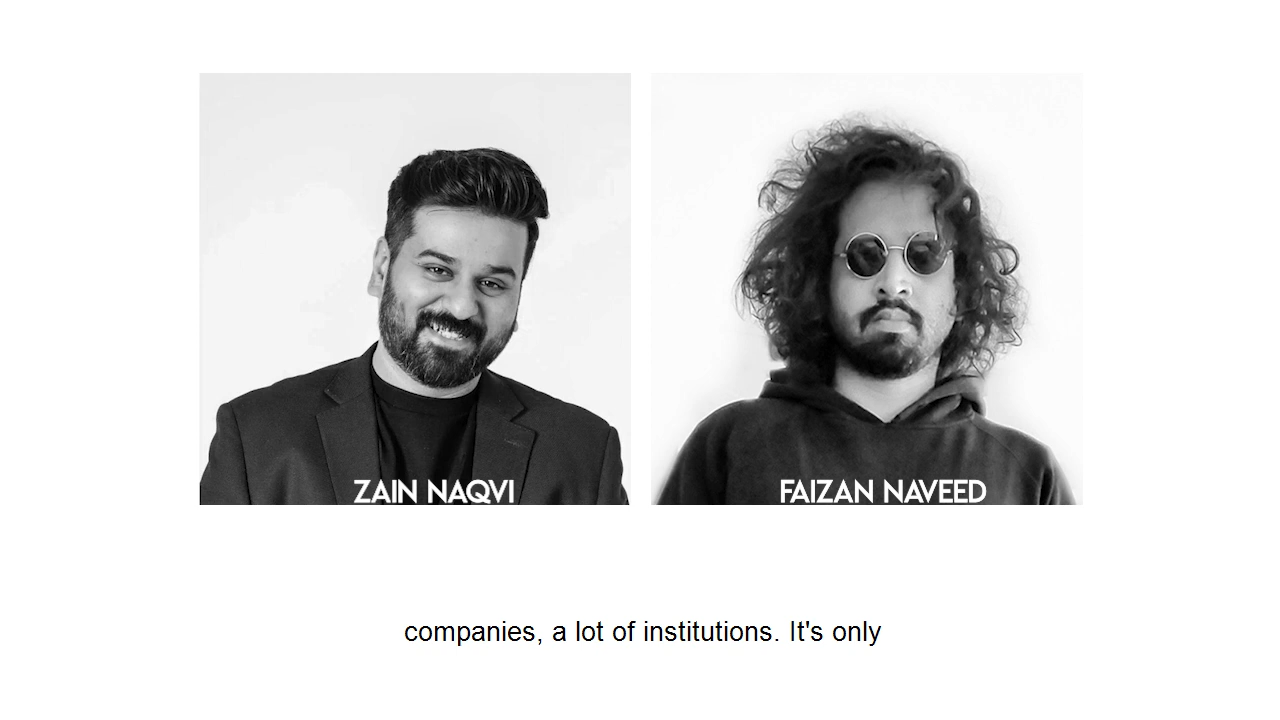 ZAIN NAQVI
FAIZAN NAVEED
companies, a lot of institutions. It's only